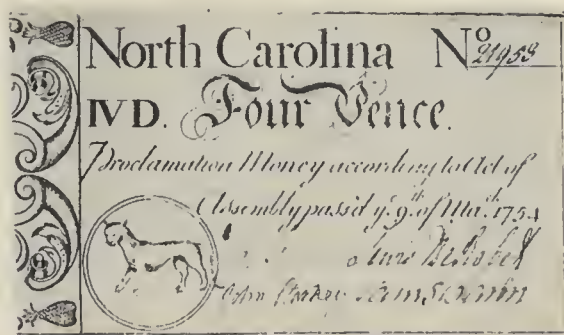 North Carolina No 21953
IVD. Four Pence.
Proclamation Money according to Act of
Assembly passd ye. 9th. of Mar. 1754
John Starkey